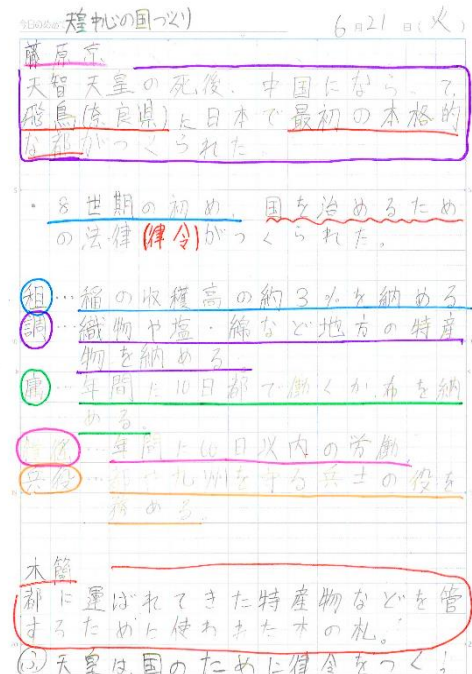 今日のめあて 天皇中心の国づくり 6月21日(火)
藤原京
天智天皇の死後、中国にならって、
飛鳥(奈良県)に日本で最初の本格的
な都がつくられた
・8世期の初め、国を治めるため
の法律(律令)がつくられた。
租…稲の収穫高の約3%を納める
調…織物や塩・綿など地方の特産
物を納める
庸…年間に10日都で働くか、布を納
める。
年間に60日以内の労働
兵役…都や九州を守る兵士の役を
務める
木簡
都に運ばれてきた特産物などを管
するために使われた木の札。
天皇は国のために律令をつく